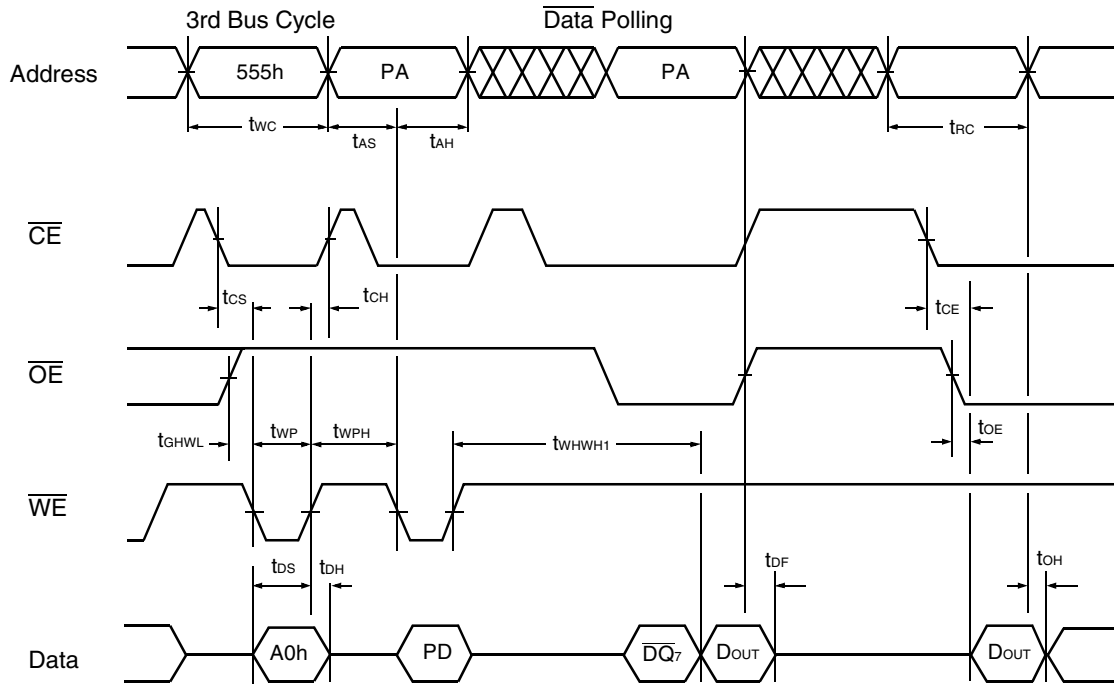 3rd Bus Cycle Data Polling
Address 555h PA PA
tWC tAS tAH tRC
CE
tCS tCH tCE
OE
tGHWL tWP tWPH tWHWH1 tOE
WE
tDS tDH tDF tOH
Data A0h PD DQ7 DOUT DOUT